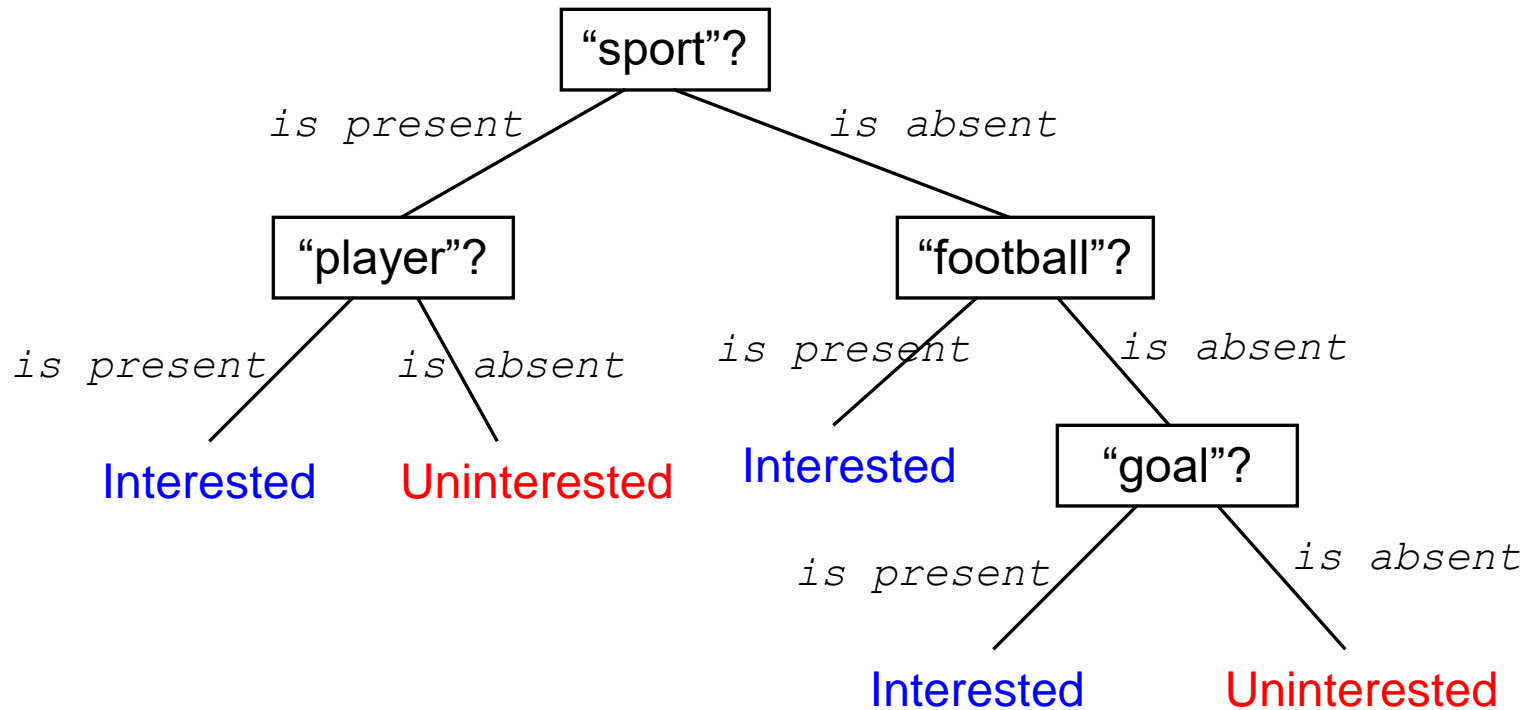 “sport”?
is present
is absent
“player”?
“football”?
is present
is absent
is present
is absent
Interested
Uninterested
Interested
“goal”?
is present
is absent
Interested
Uninterested